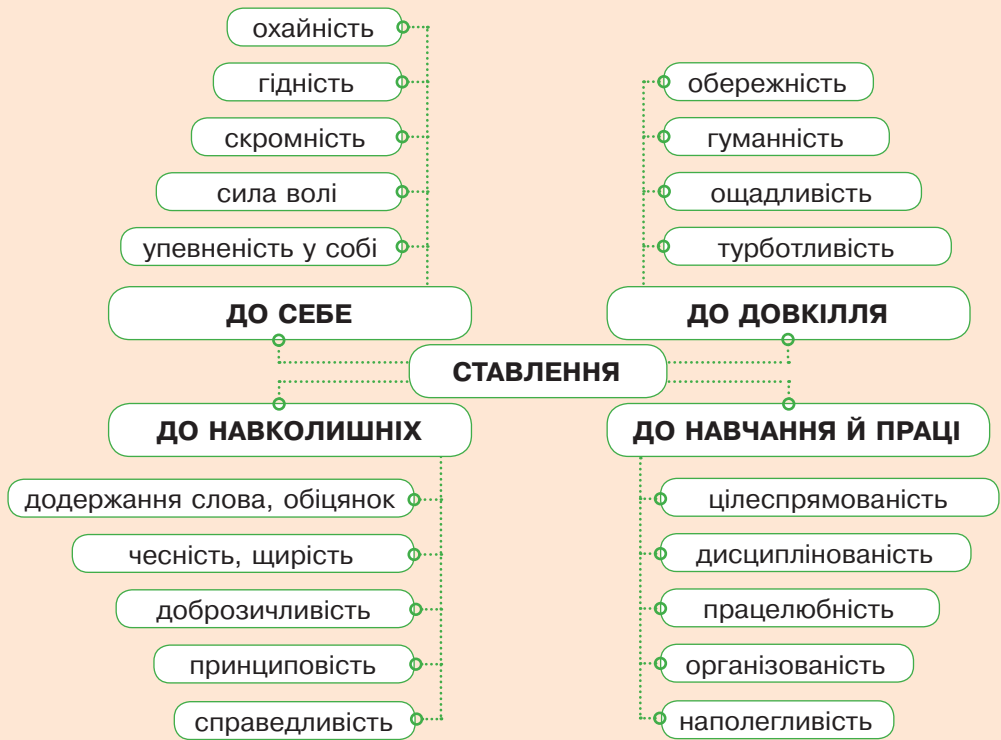 охайність
гідність
скромність
сила волі
упевненість у собі
ДО СЕБЕ
обережність
гуманність
ощадливість
турботливість
ДО ДОВКІЛЛЯ
СТАВЛЕННЯ
ДО НАВКОЛИШНІХ
додержання слова, обіцянок
чесність, щирість
доброзичливість
принциповість
справедливість
ДО НАВЧАННЯ Й ПРАЦІ
цілеспрямованість
дисциплінованість
працелюбність
організованість
наполегливість